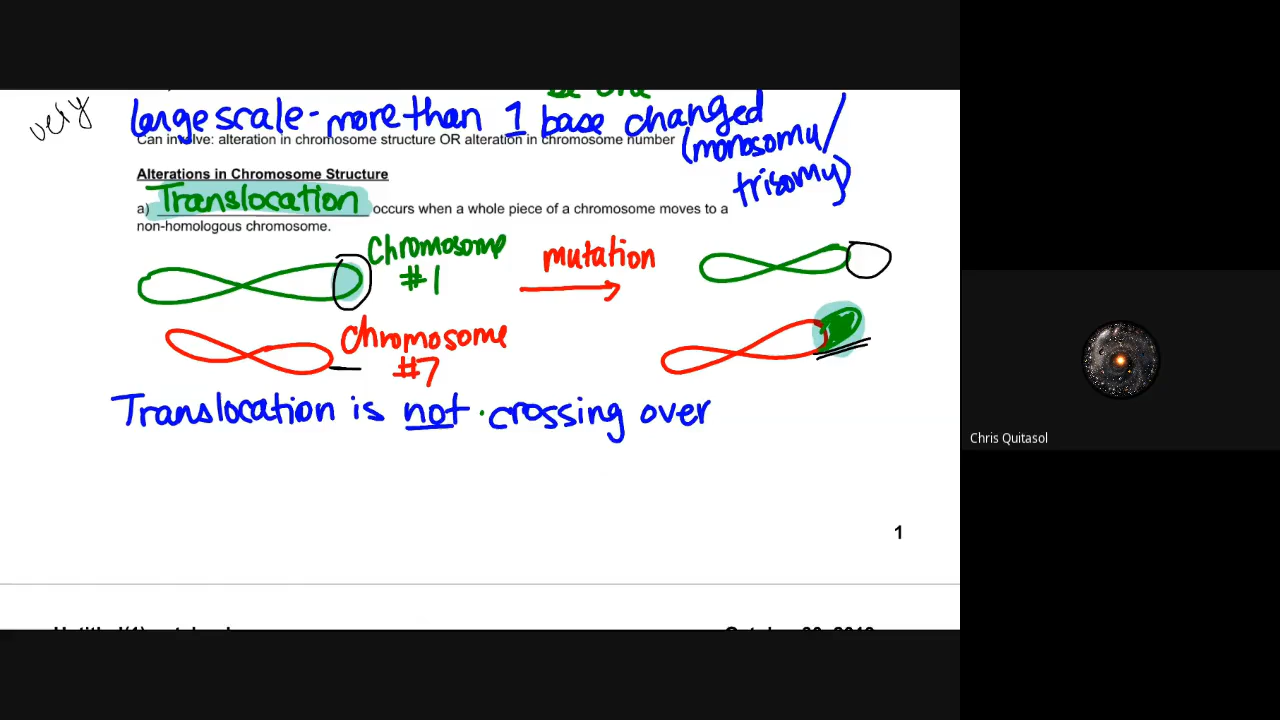 very
large scale - more than 1 base changed
Can involve: alteration in chromosome structure OR alteration in chromosome number
(monosomy/
trisomy)
Alterations in Chromosome Structure
a) Translocation occurs when a whole piece of a chromosome moves to a
non-homologous chromosome.
Chromosome
#1
mutation
Chromosome
#7
Translocation is not crossing over
1
Chris Quitasol